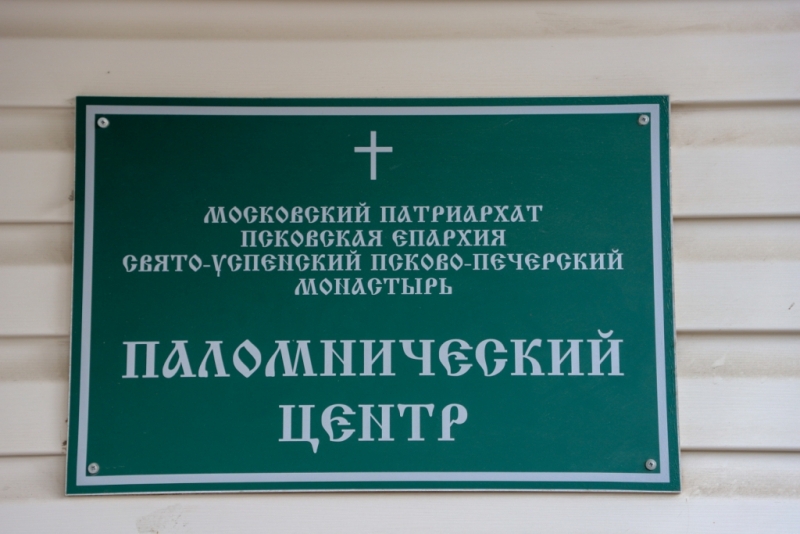 МОСКОВСКИЙ ПАТРИАРХАТ
ПСКОВСКАЯ ЕПАРХИЯ
СВЯТО-УСПЕНСКИЙ ПСКОВО-ПЕЧЕРСКИЙ
МОНАСТЫРЬ
ПАЛОМНИЧЕСКИЙ
ЦЕНТР